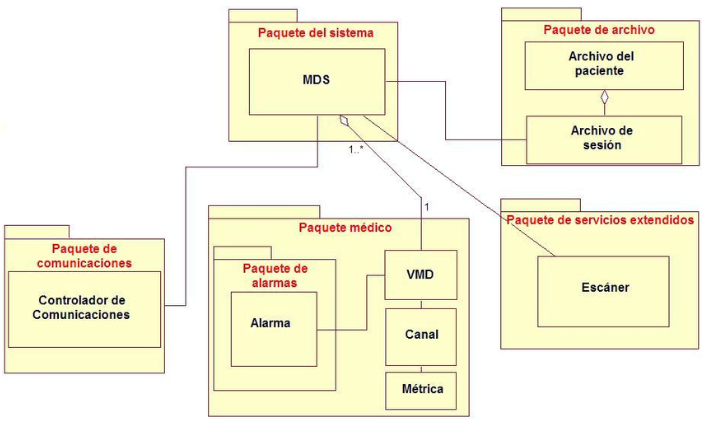 Paquete del sistema
MDS
Paquete de archivo
Archivo del
paciente
Archivo de
sesión
1..*
1
Paquete médico
Paquete de servicios extendidos
Paquete de
comunicaciones
Controlador de
Comunicaciones
Paquete de
alarmas
Alarma
VMD
Canal
Métrica
Escáner